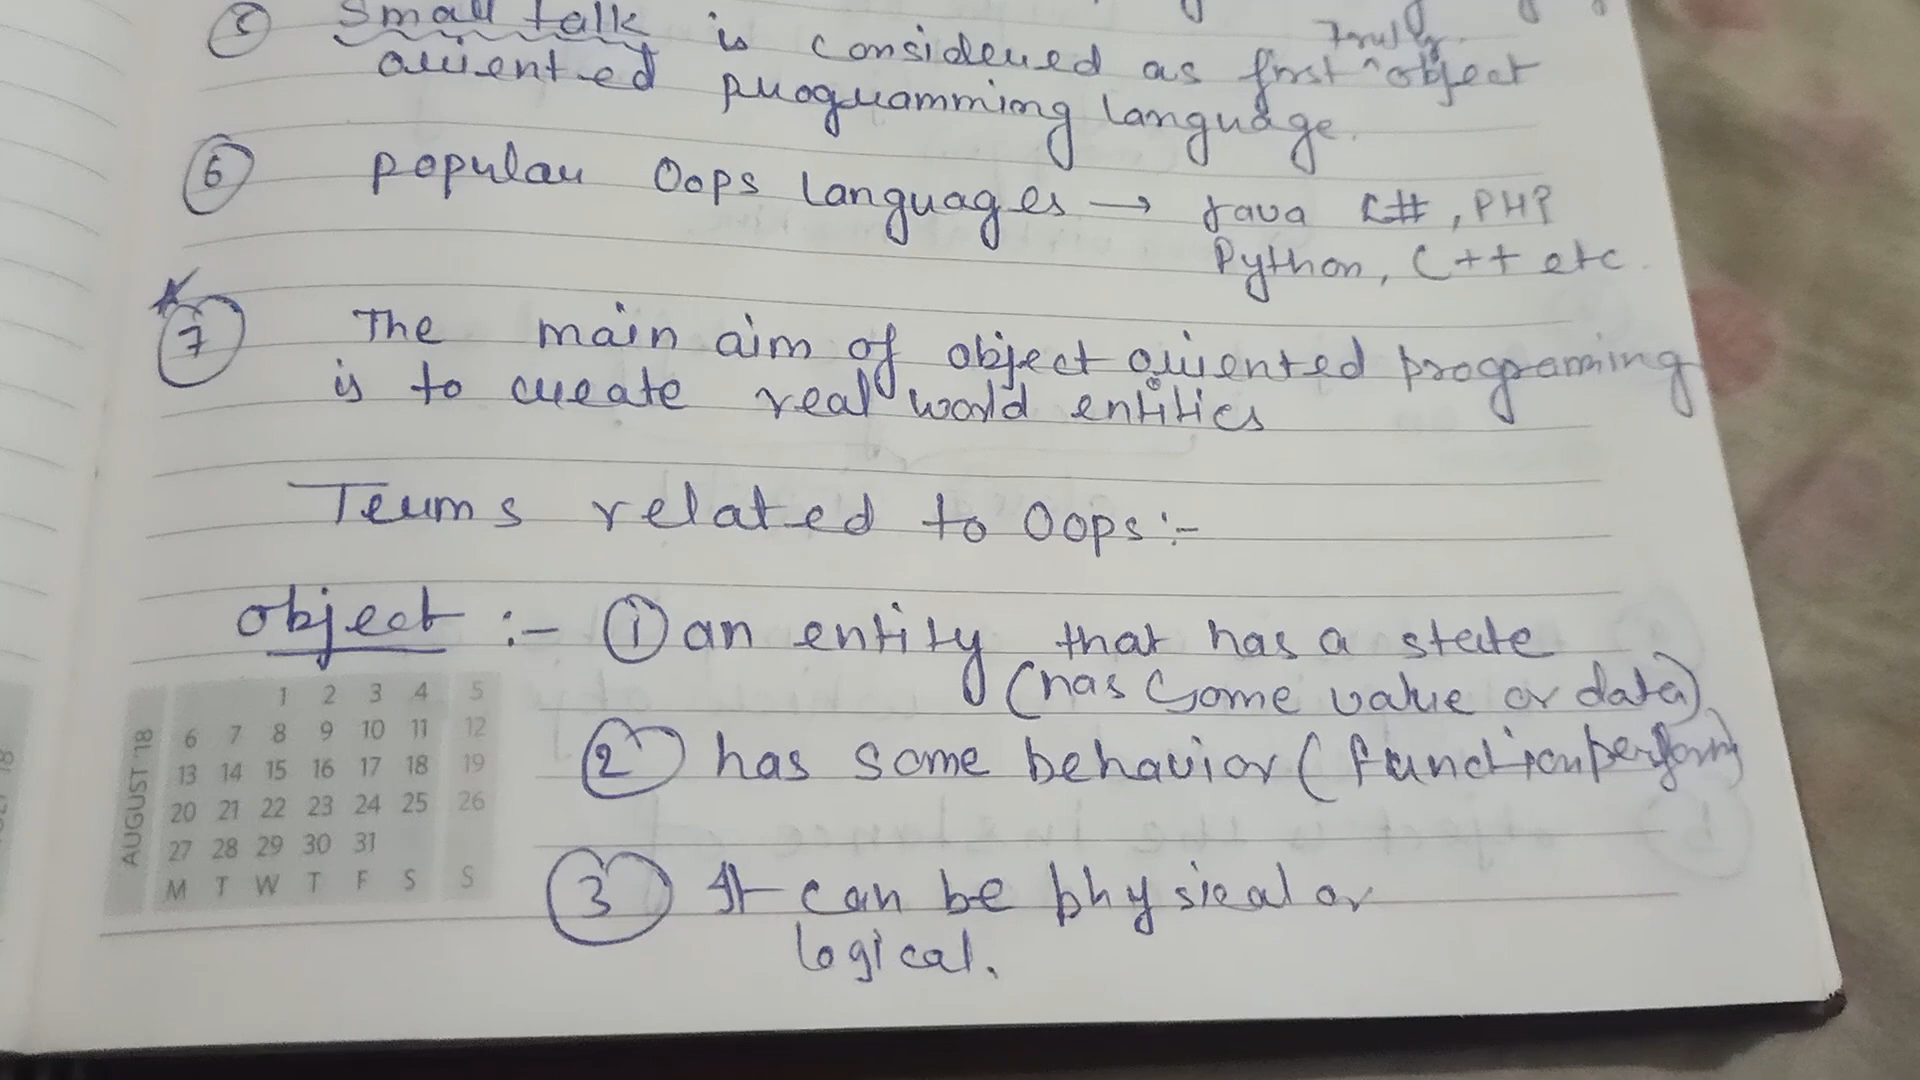 5 Small talk is considered as first ^ object
Truly
oriented programming language.
6 popular Oops languages → Java C#, PHP
Python, C++ etc.
7 The main aim of object oriented programing
is to create real world entities
Terms related to Oops :-
object :- 1 an entity that has a state
(has some value or data)
2 has some behavior (function perform)
3 It can be physical or
logical.
AUGUST '18
1 2 3 4 5
6 7 8 9 10 11 12
13 14 15 16 17 18 19
20 21 22 23 24 25 26
27 28 29 30 31
M T W T F S S